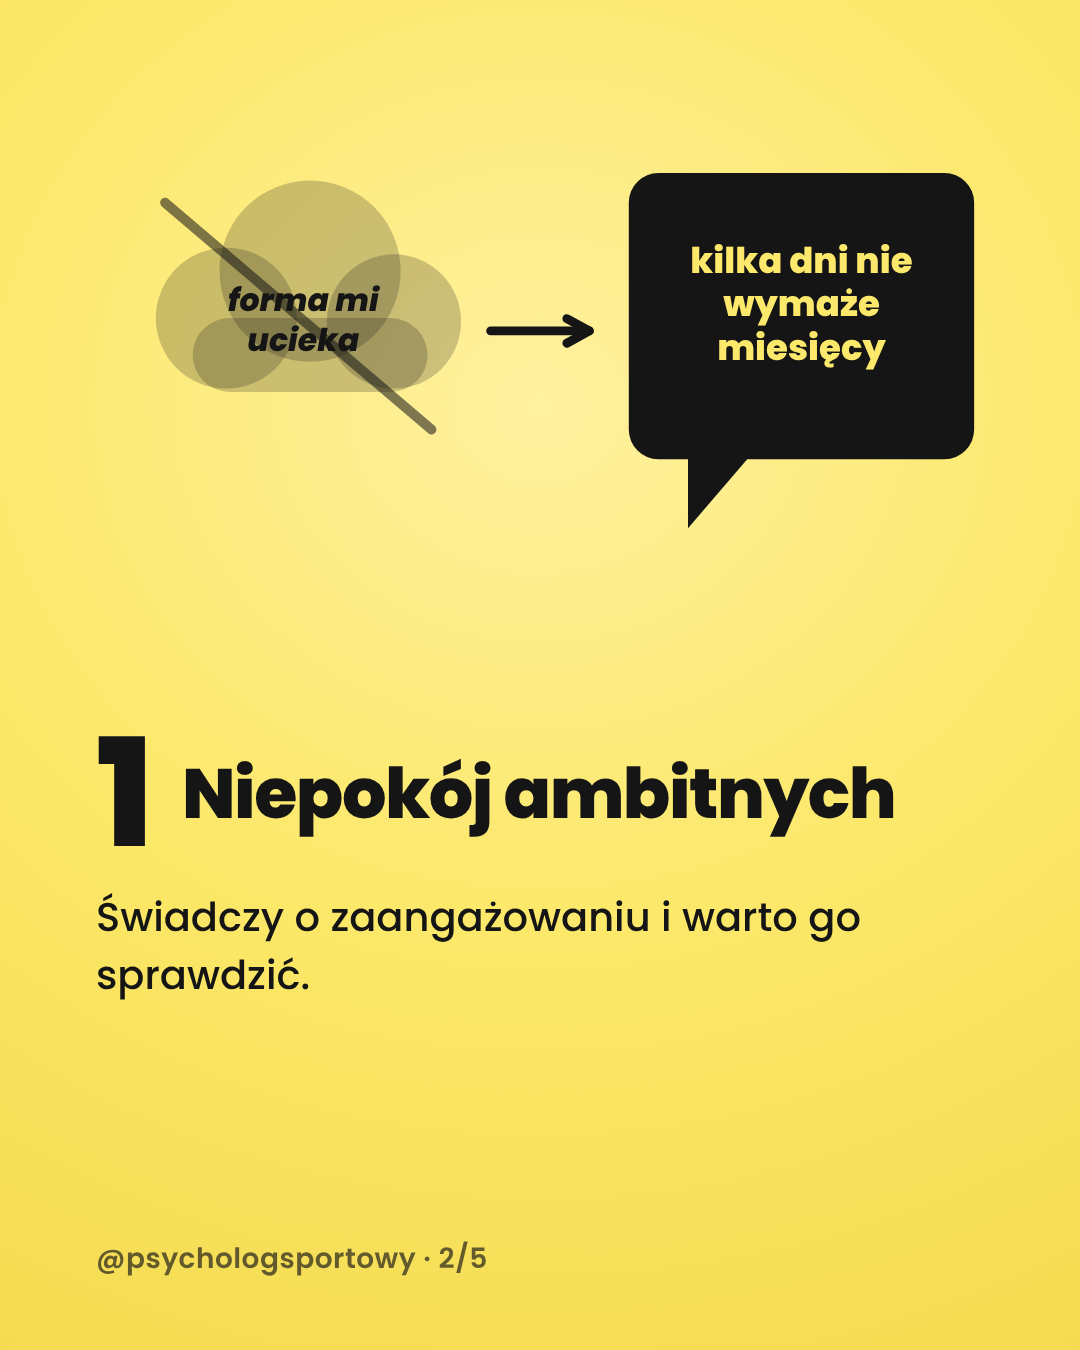 forma mi
ucieka
kilka dni nie
wymaże
miesięcy
1 Niepokój ambitnych
Świadczy o zaangażowaniu i warto go
sprawdzić.
@psychologsportowy · 2/5